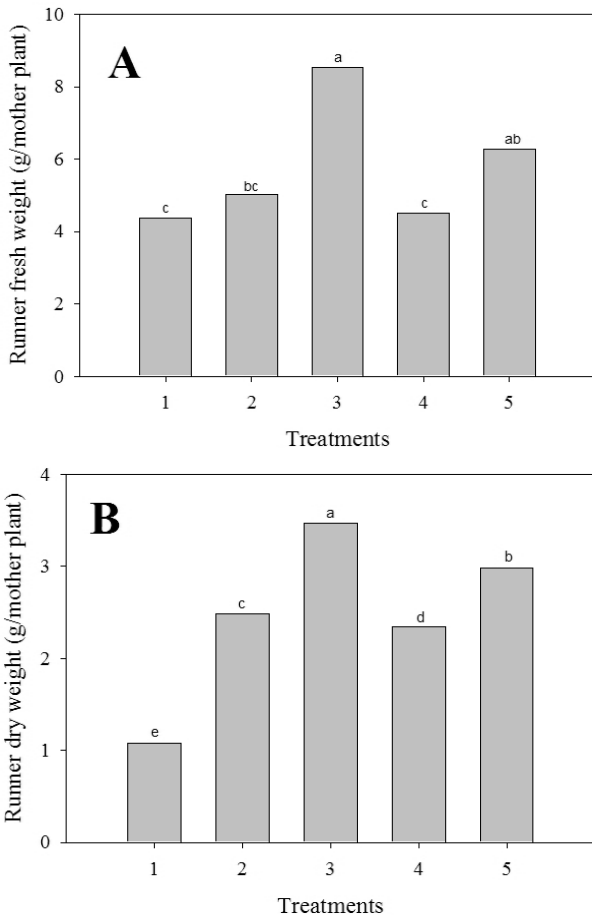 A
Runner fresh weight (g/mother plant)
10
8
6
4
2
0
c
bc
a
c
ab
1 2 3 4 5
Treatments
B
Runner dry weight (g/mother plant)
4
3
2
1
0
e
c
a
d
b
1 2 3 4 5
Treatments